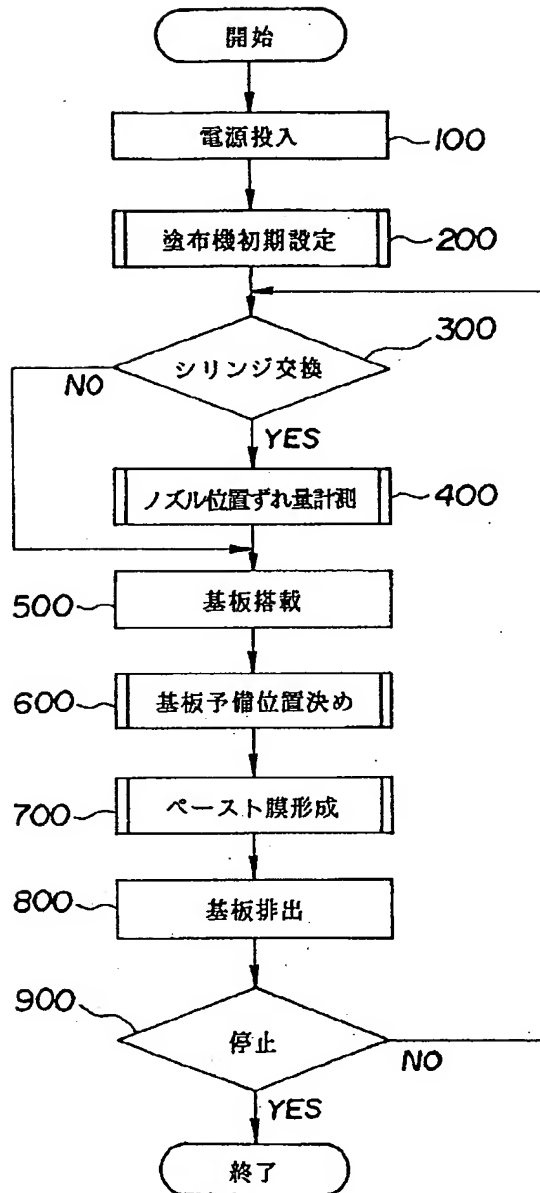 開始
電源投入
100
塗布機初期設定
200
シリンジ交換
300
NO
YES
ノズル位置ずれ量計測
400
基板搭載
500
基板予備位置決め
600
ペースト膜形成
700
基板排出
800
900
停止
NO
YES
終了